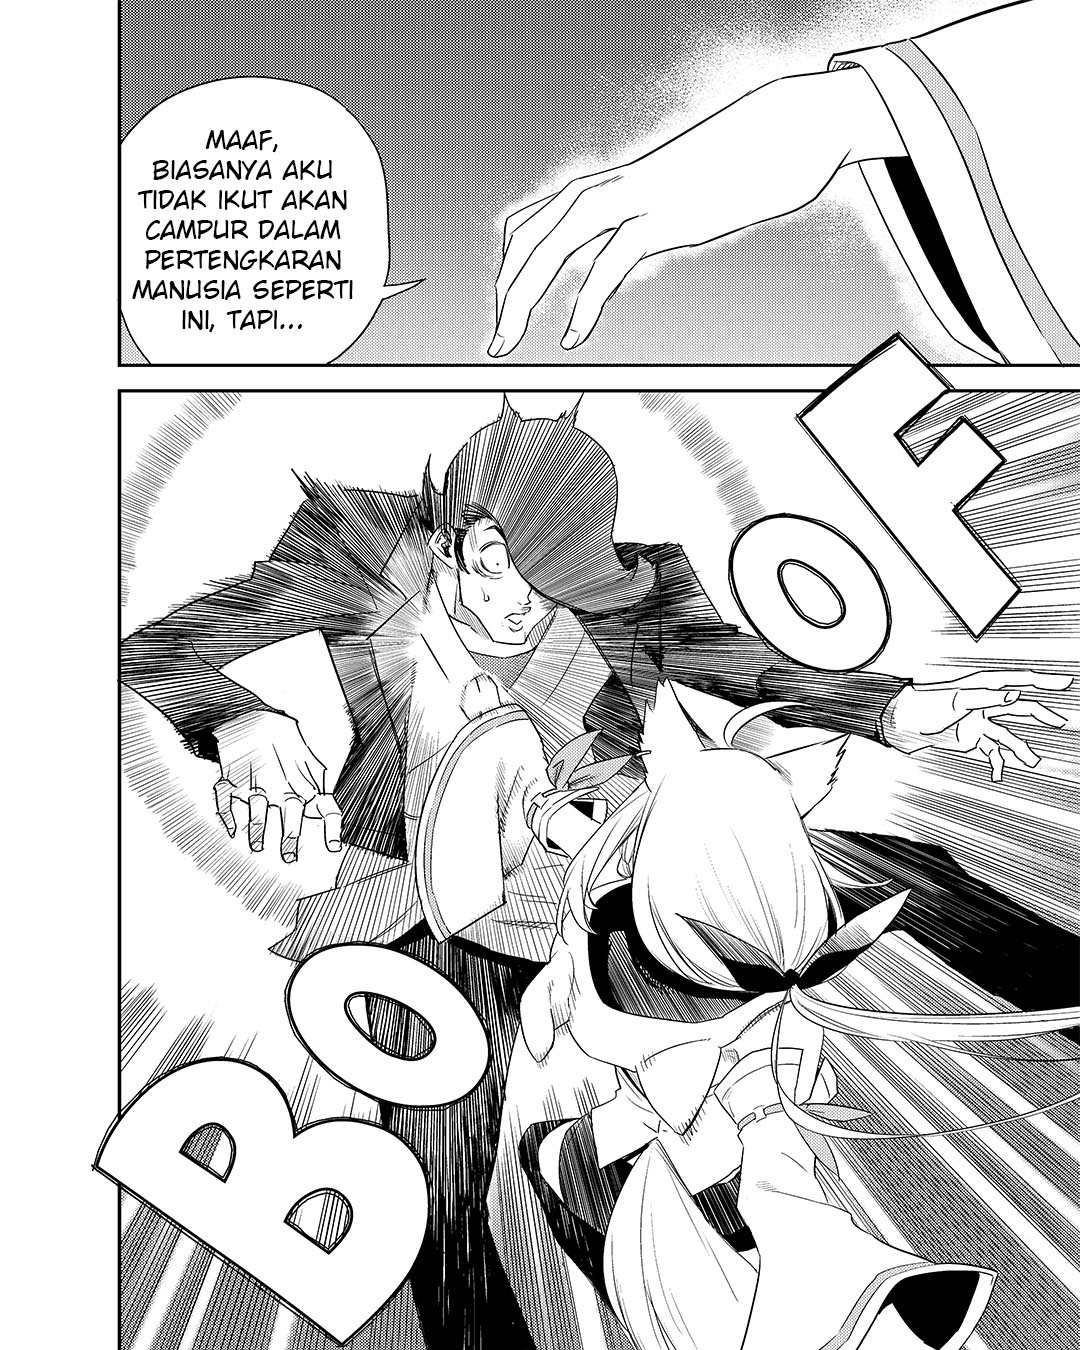 MAAF,
BIASANYA AKU
TIDAK IKUT AKAN
CAMPUR DALAM
PERTENGKARAN
MANUSIA SEPERTI
INI, TAPI...
BOOF